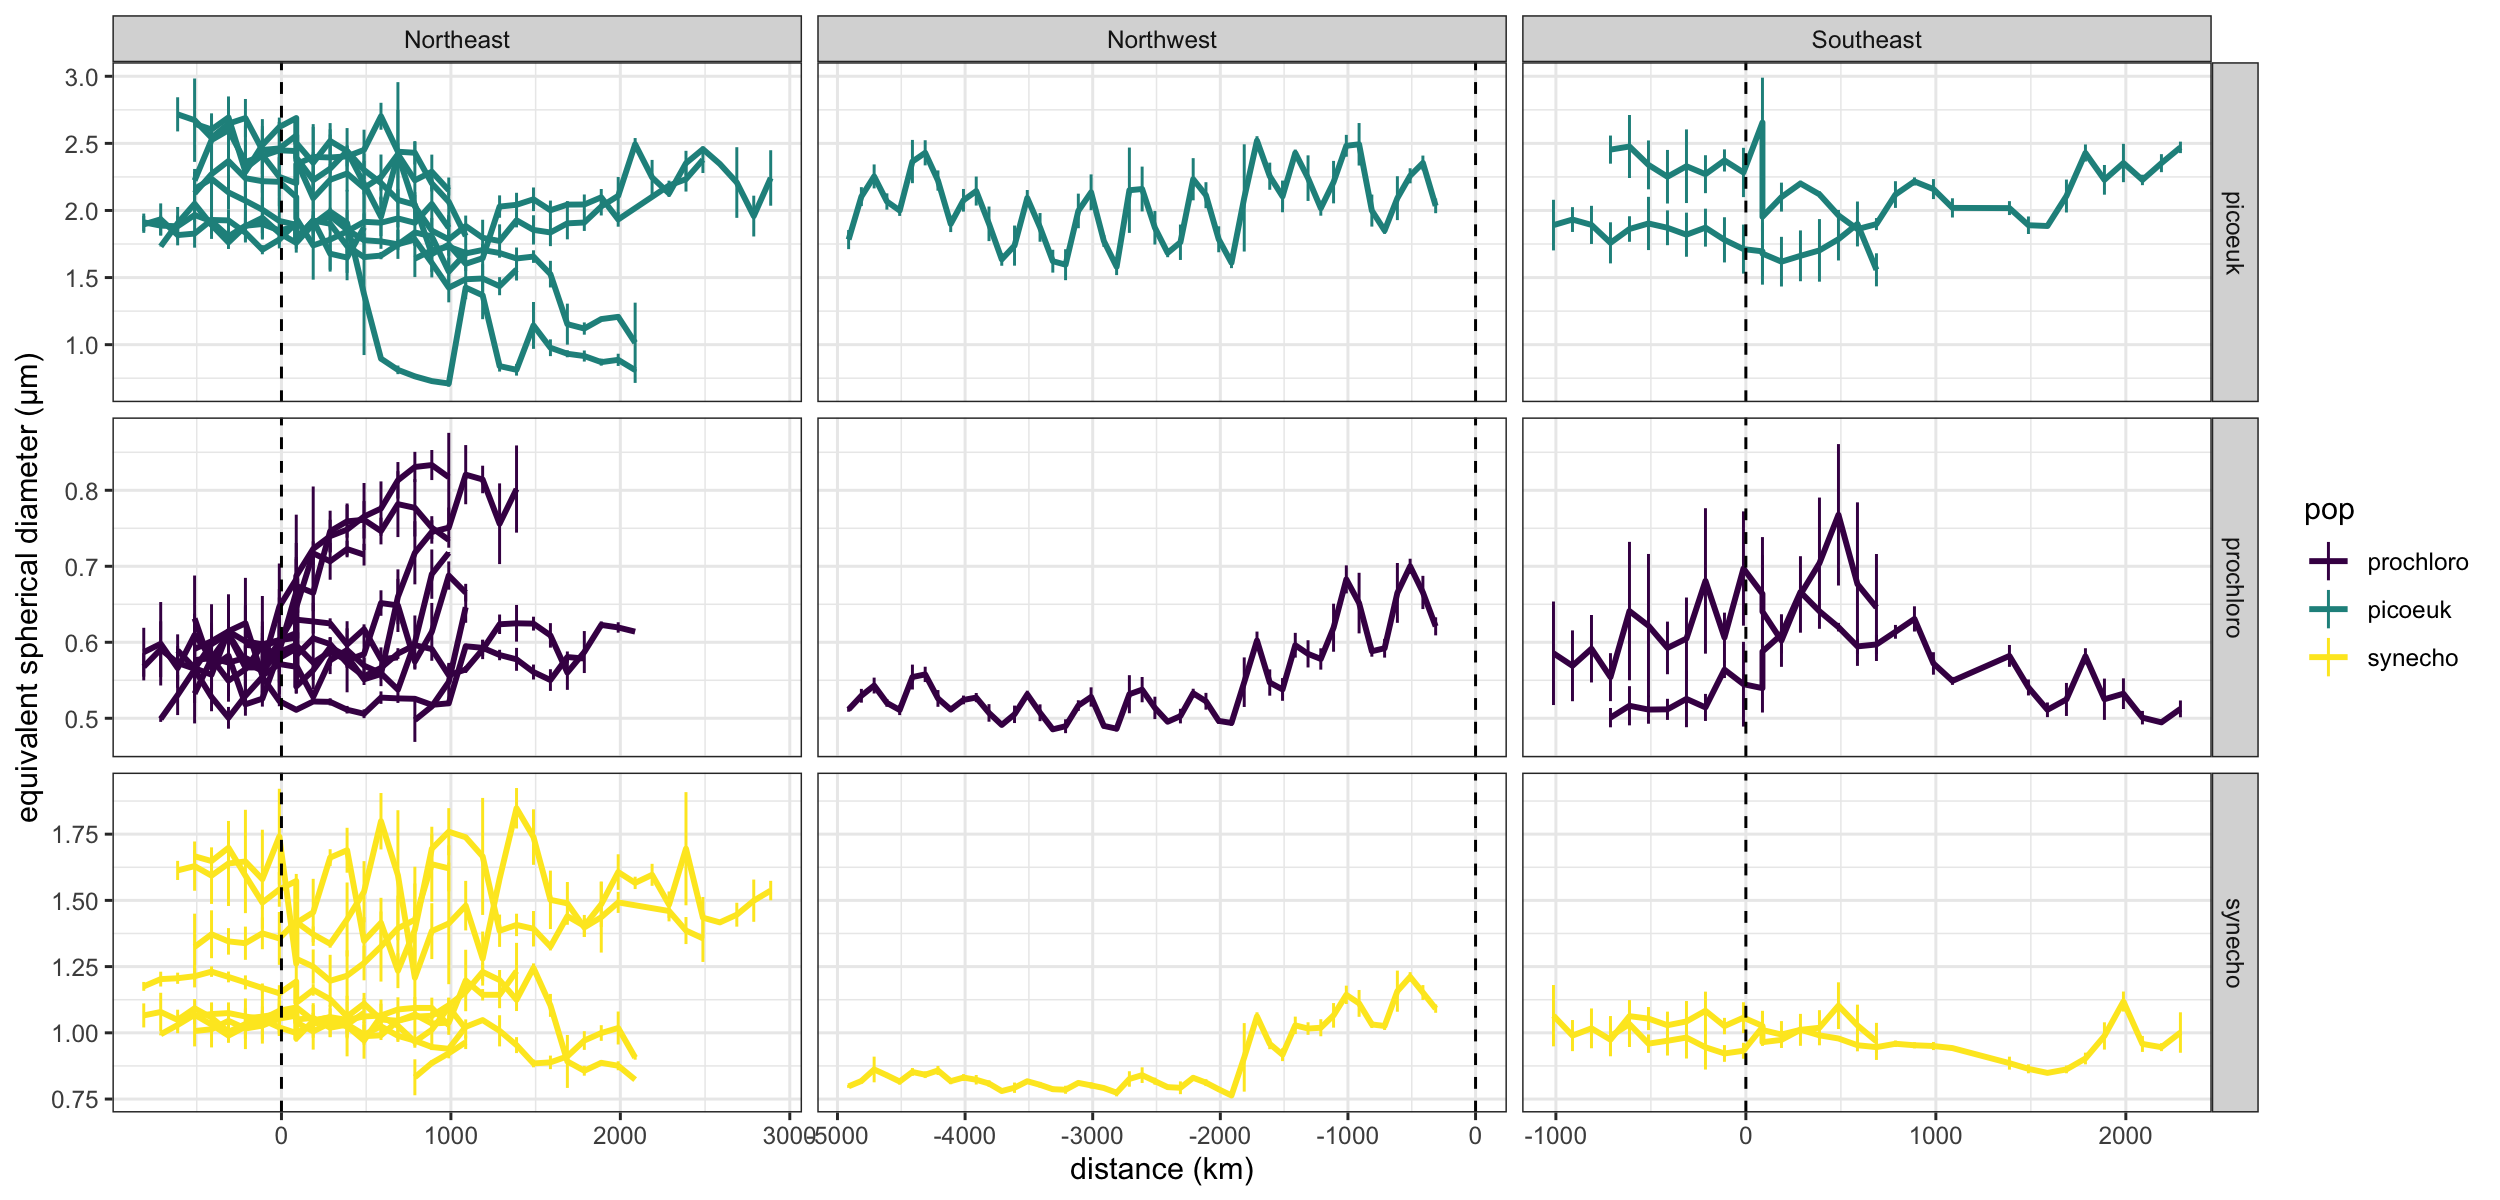 Northeast Northwest Southeast
3.0
2.5
2.0
1.5
1.0
picoeuk
0.8
0.7
0.6
0.5
prochloro
1.75
1.50
1.25
1.00
0.75
synecho
0 1000 2000 3000
-5000 -4000 -3000 -2000 -1000 0
-1000 0 1000 2000
distance (km)
equivalent spherical diameter (μm)
pop
prochloro
picoeuk
synecho